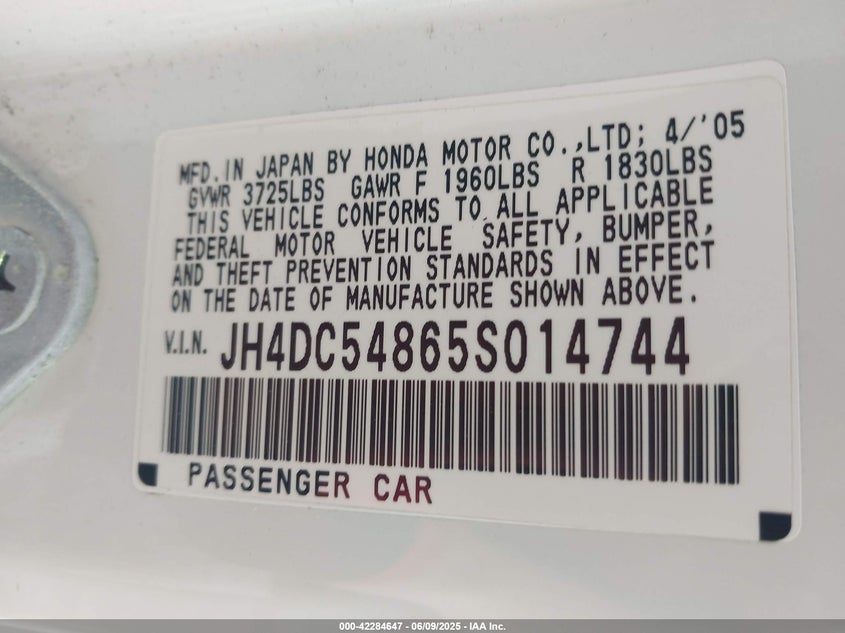 MFD.IN JAPAN BY HONDA MOTOR CO.,LTD; 4/'05
GVWR 3725LBS GAWR F 1960LBS R 1830LBS
THIS VEHICLE CONFORMS TO ALL APPLICABLE
FEDERAL MOTOR VEHICLE SAFETY, BUMPER,
AND THEFT PREVENTION STANDARDS IN EFFECT
ON THE DATE OF MANUFACTURE SHOWN ABOVE.
V.I.N. JH4DC54865S014744
PASSENGER CAR
000-42284647 / 06/09/2025 - IAA Inc.